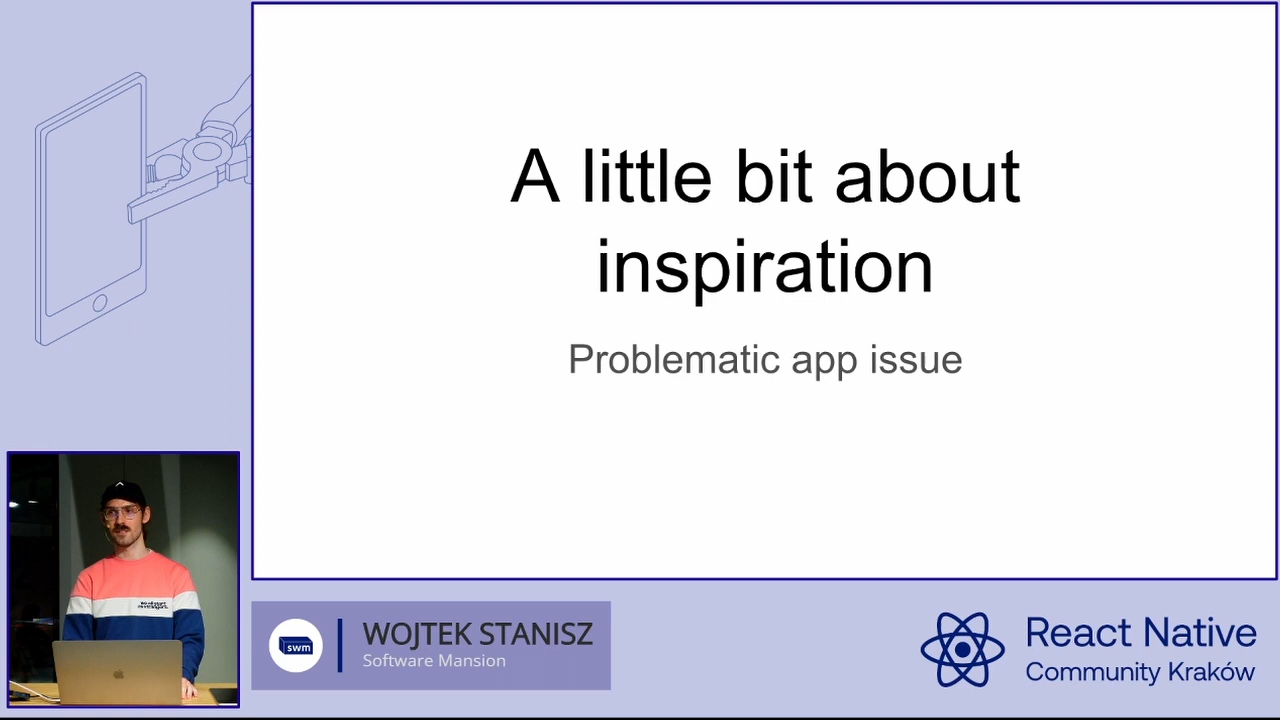 A little bit about
inspiration
Problematic app issue
swm
WOJTEK STANISZ
Software Mansion
React Native
Community Kraków